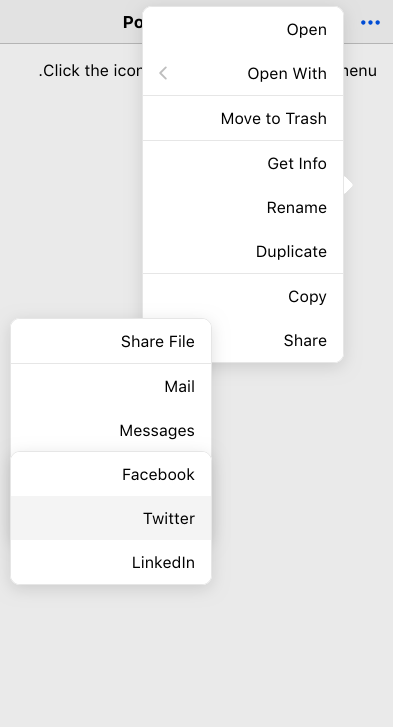 Po
.Click the icon
enu
Open
Open With
Move to Trash
Get Info
Rename
Duplicate
Copy
Share
Share File
Mail
Messages
Facebook
Twitter
LinkedIn